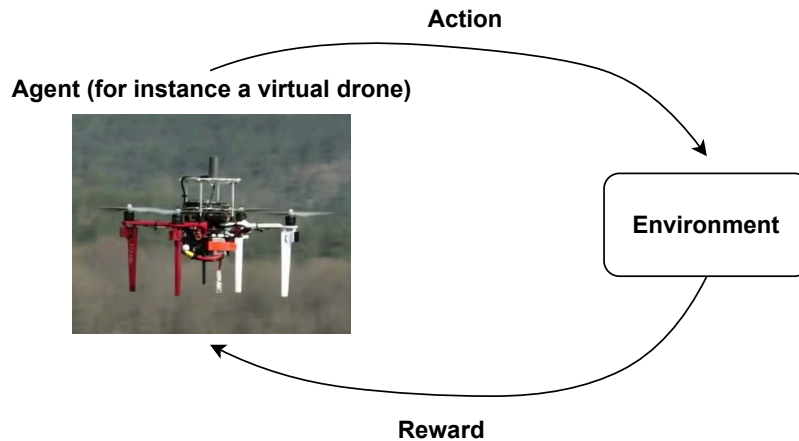 Action
Agent (for instance a virtual drone)
Environment
Reward